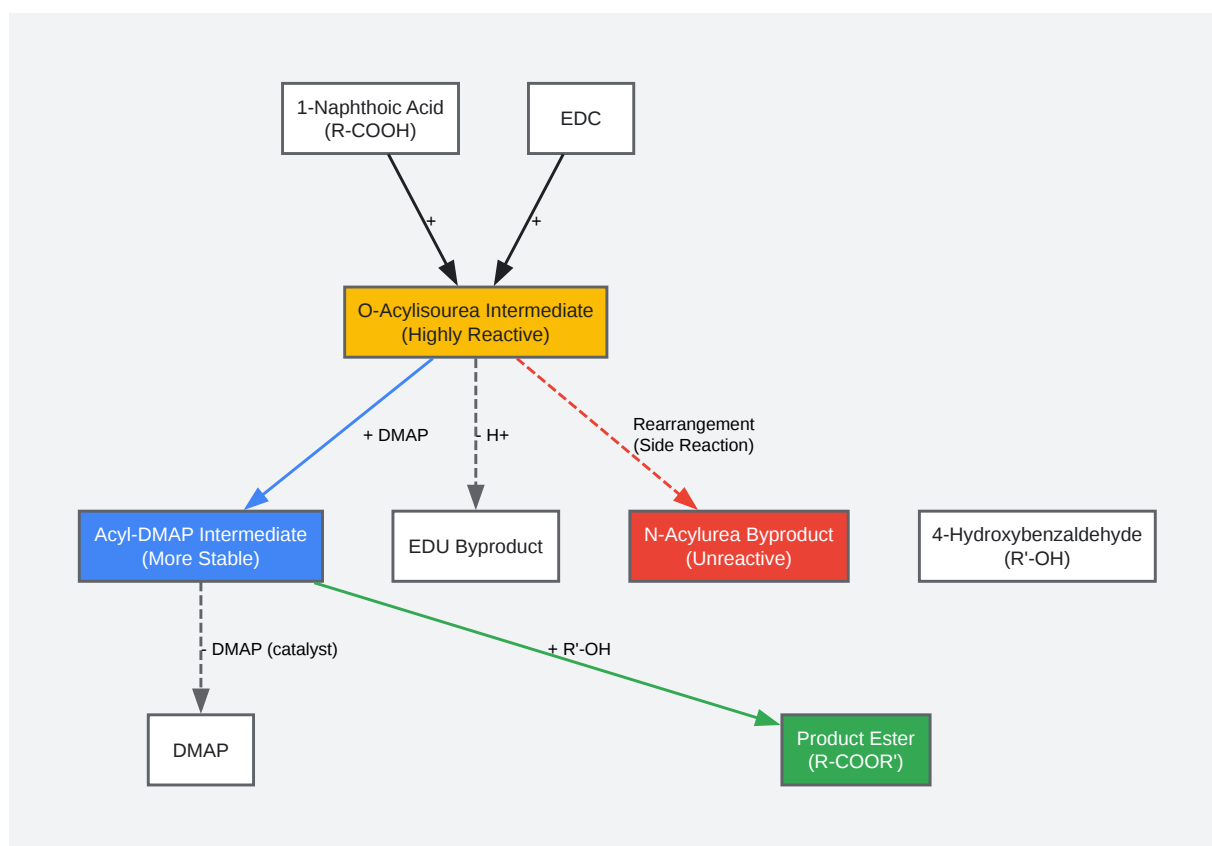 1-Naphthoic Acid
(R-COOH)
EDC
+
+
O-Acylisourea Intermediate
(Highly Reactive)
+ DMAP
- H+
Rearrangement
(Side Reaction)
Acyl-DMAP Intermediate
(More Stable)
EDU Byproduct
N-Acylurea Byproduct
(Unreactive)
4-Hydroxybenzaldehyde
(R'-OH)
- DMAP (catalyst)
+ R'-OH
DMAP
Product Ester
(R-COOR')